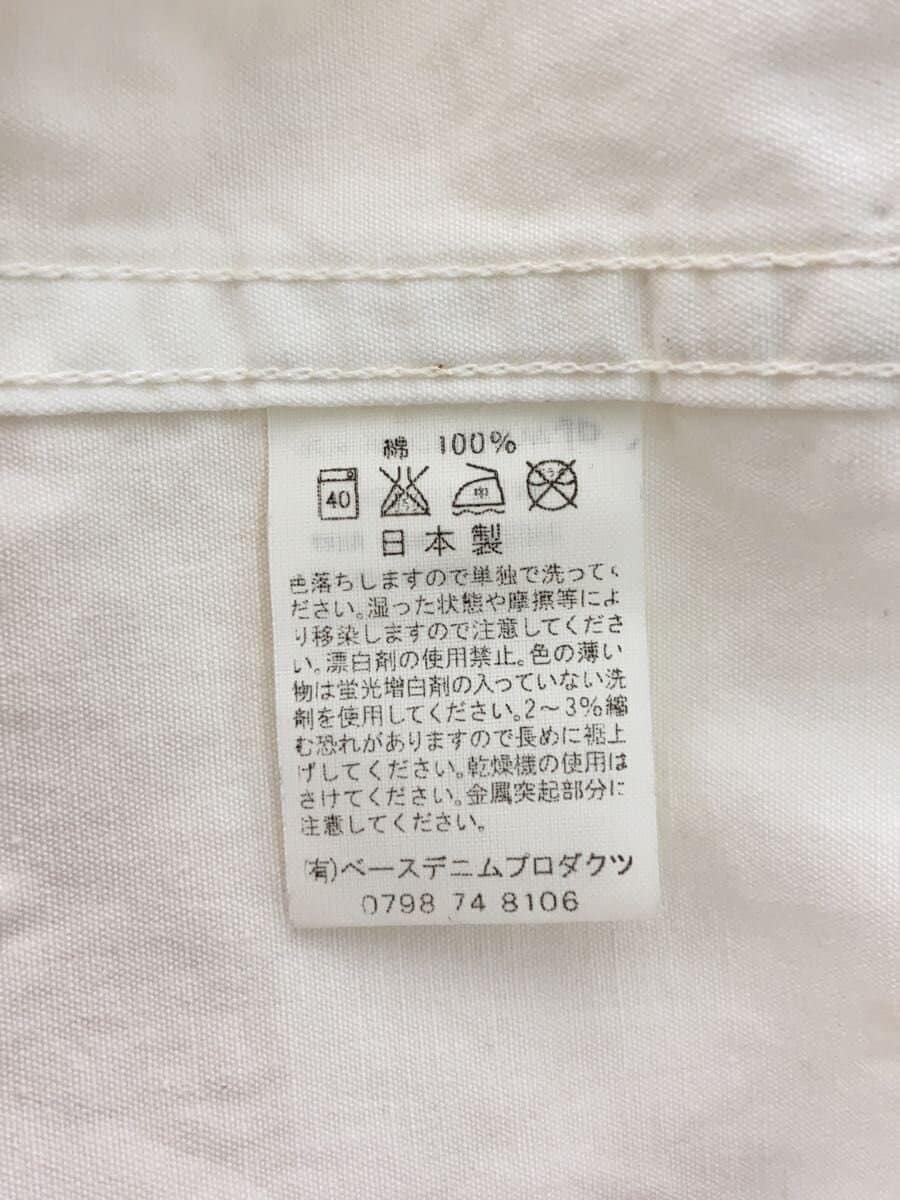 綿 100%
40
中
日本製
色落ちしますので単独で洗ってく
ださい。湿った状態や摩擦等によ
り移染しますので注意してくださ
い。漂白剤の使用禁止。色の薄い
物は蛍光増白剤の入っていない洗
剤を使用してください。2〜3%縮
む恐れがありますので長めに裾上
げしてください。乾燥機の使用は
さけてください。金属突起部分に
注意してください。
(有)ベースデニムプロダクツ
0798 74 8106